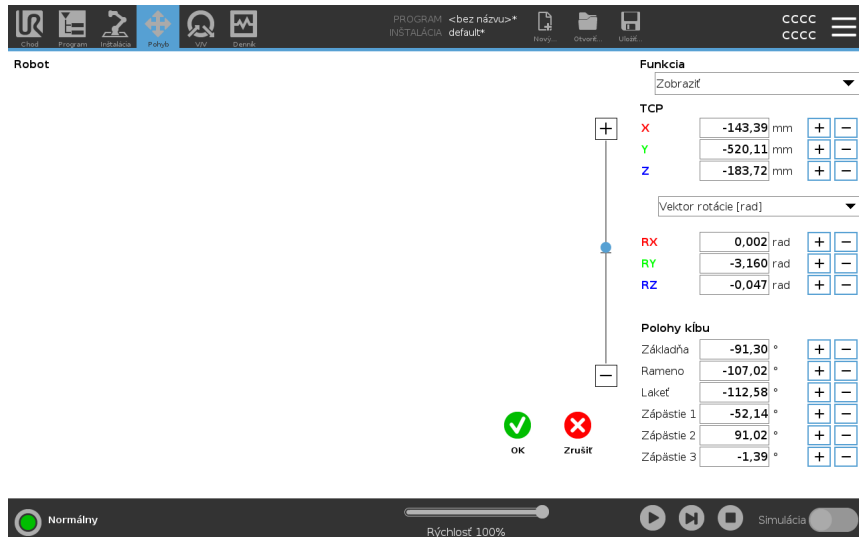 UR
PROGRAM <bez názvu>*
INŠTALÁCIA default*
CCCC
CCCC
Chod Program Inštalácia Pohyb V/V Denník Nový... Otvoriť... Uložiť...
Robot
Funkcia
Zobraziť
TCP
X -143,39 mm + −
Y -520,11 mm + −
Z -183,72 mm + −
Vektor rotácie [rad]
RX 0,002 rad + −
RY -3,160 rad + −
RZ -0,047 rad + −
Polohy kĺbu
Základňa -91,30 ° + −
Rameno -107,02 ° + −
Lakeť -112,58 ° + −
Zápästie 1 -52,14 ° + −
Zápästie 2 91,02 ° + −
Zápästie 3 -1,39 ° + −
OK Zrušiť
Normálny
Rýchlosť 100%
Simulácia